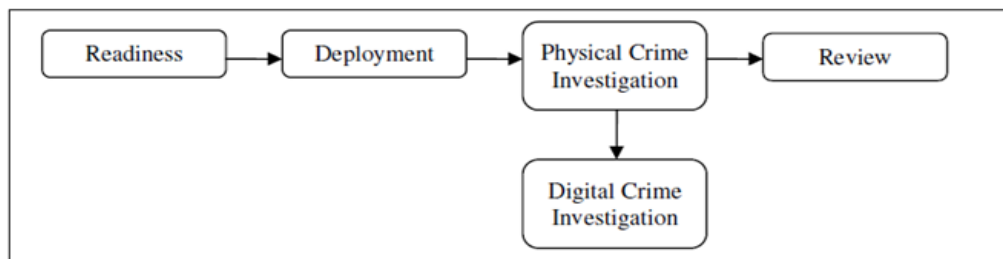 Readiness
Deployment
Physical Crime
Investigation
Review
Digital Crime
Investigation